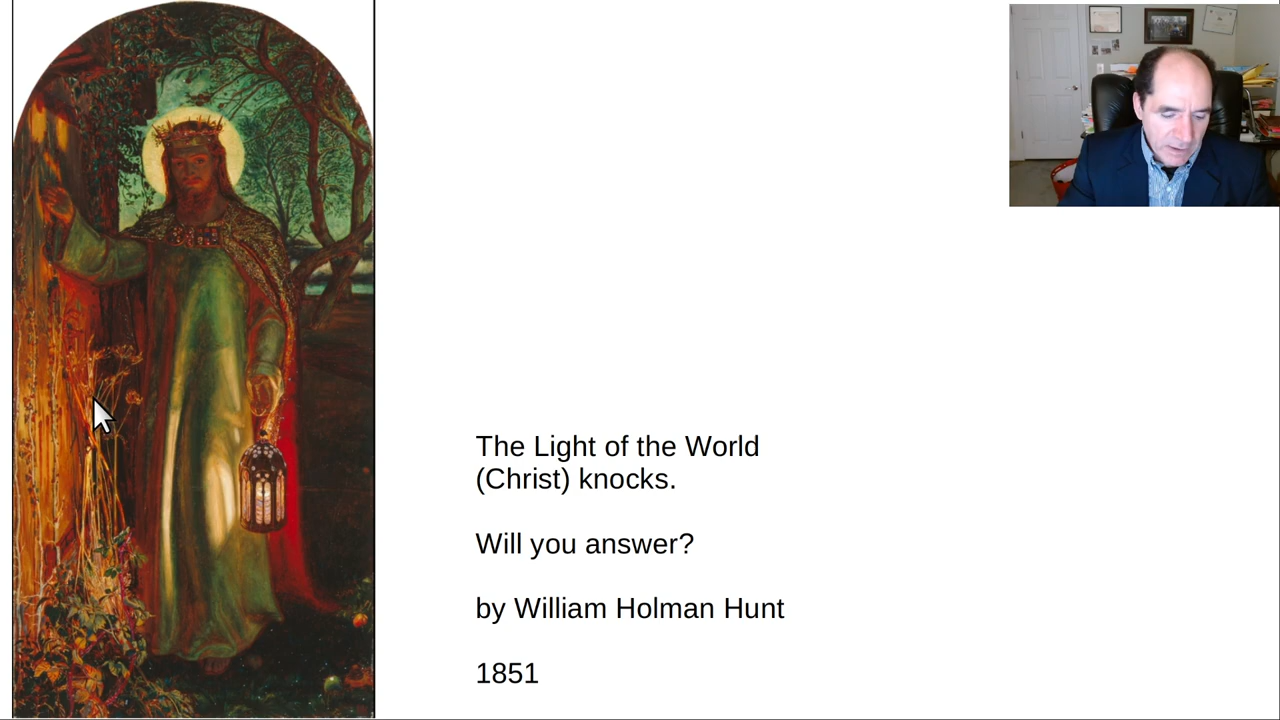 The Light of the World
(Christ) knocks.
Will you answer?
by William Holman Hunt
1851